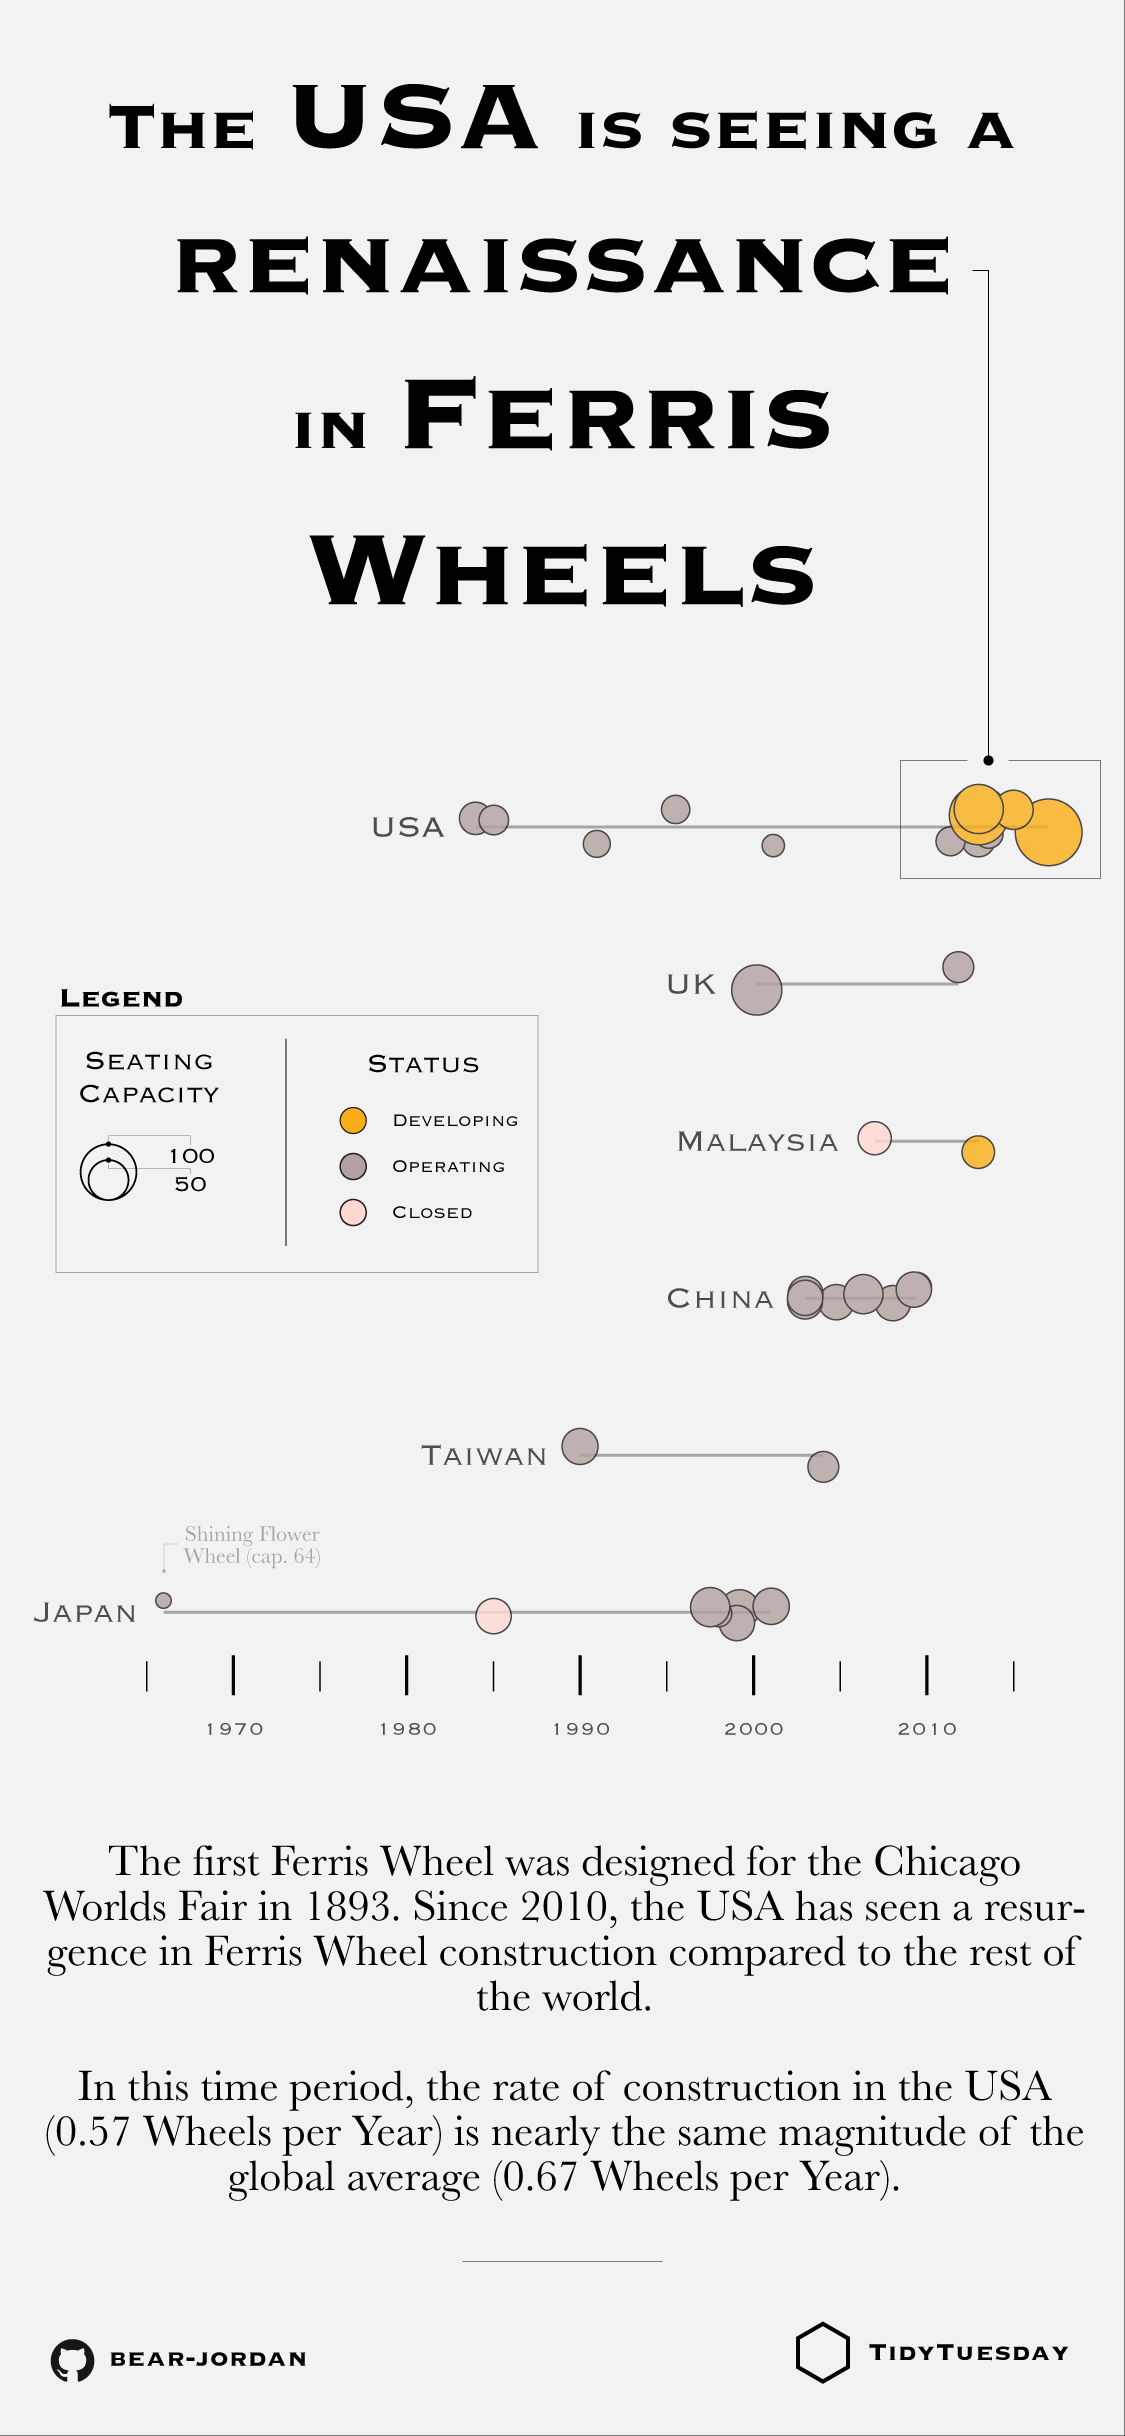 The USA is seeing a
renaissance
in Ferris
Wheels
USA
UK
Legend
Seating
Capacity
100
50
Status
Developing
Operating
Closed
Malaysia
China
Taiwan
Shining Flower
Wheel (cap. 64)
Japan
1970 1980 1990 2000 2010
The first Ferris Wheel was designed for the Chicago
Worlds Fair in 1893. Since 2010, the USA has seen a resur-
gence in Ferris Wheel construction compared to the rest of
the world.
In this time period, the rate of construction in the USA
(0.57 Wheels per Year) is nearly the same magnitude of the
global average (0.67 Wheels per Year).
bear-jordan
TidyTuesday